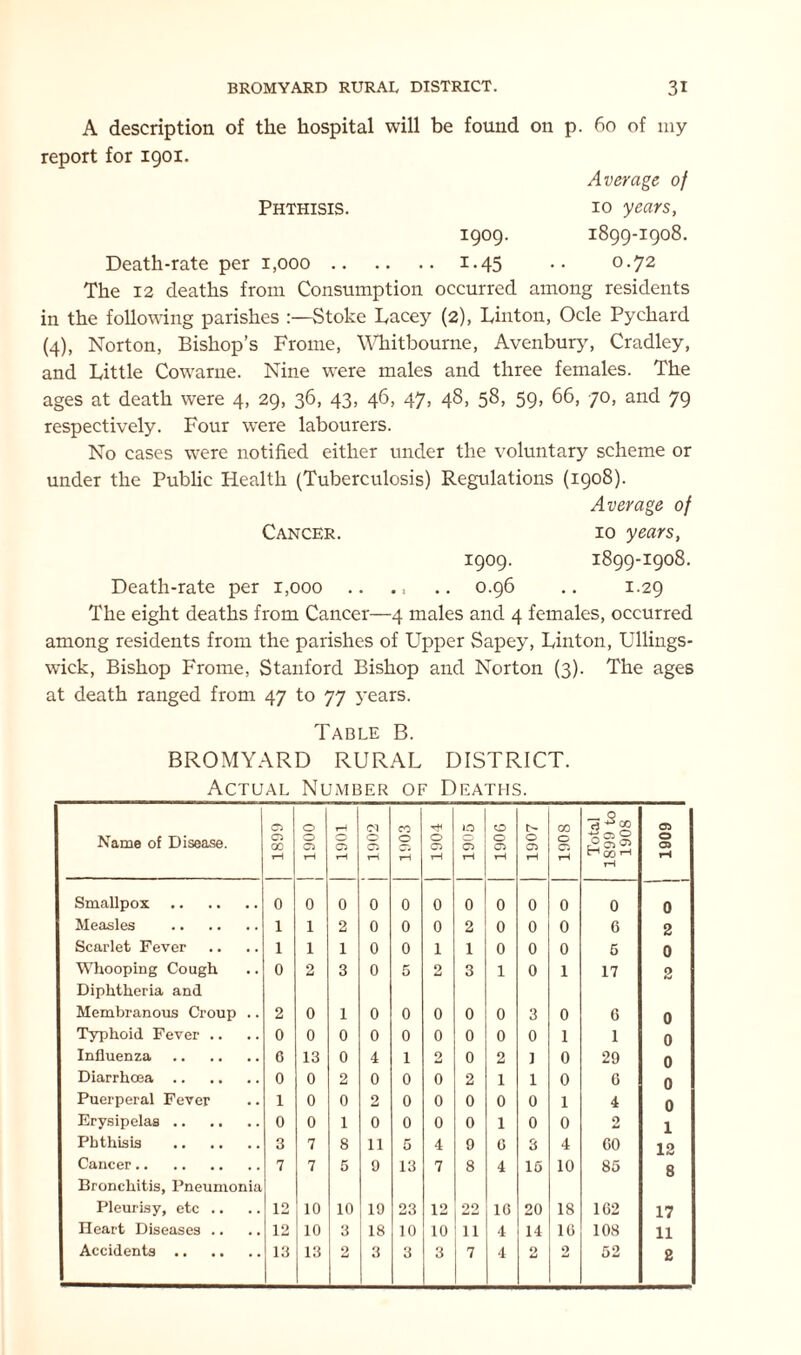 BROMYARD RURAL DISTRICT. 31
A description of the hospital will be found on p. 60 of my
report for 1901.
Average of
PHTHISIS. 10 years,
1909. 1899-1908.
Death-rate per 1,000 .. .. .. .. 1.45 .. 0.72
The 12 deaths from Consumption occurred among residents
in the following parishes :—Stoke Lacey (2), Linton, Ocle Pychard
(4), Norton, Bishop's Frome, Whitbourne, Avenbury, Cradley,
and Little Cowarne. Nine were males and three females. The
ages at death were 4, 29, 36, 43, 46, 47, 48, 58, 59, 66, 70, and 79
respectively. Four were labourers.
No cases were notified either under the voluntary scheme or
under the Public Health (Tuberculosis) Regulations (1908).
Average of
CANCER. 10 years,
1909. 1899-1908.
Death-rate per 1,000 .. .. .. 0.96 .. 1.29
The eight deaths from Cancer—4 males and 4 females, occurred
among residents from the parishes of Upper Sapey, Linton, Ullings-
wick, Bishop Frome, Stanford Bishop and Norton (3). The ages
at death ranged from 47 to 77 years.
TABLE B.
BROMYARD RURAL DISTRICT.
ACTUAL NUMBER OF DEATHS.
Name of Disease. 1899 1900 1901 1902 1903 1904 1905 1906 1907 1908 Total 1899 to 1908 1909
Smallpox .. .. .. 0 0 0 0 0 0 0 0 0 0 0 0
Measles .. .. .. 1 1 2 0 0 0 2 0 0 0 6 2
Scarlet Fever .. .. 1 1 1 0 0 1 1 0 0 0 5 0
Whooping Cough .. 0 2 3 0 5 2 3 1 0 1 17 2
Diphtheria and
Membranous Croup .. 2 0 1 0 0 0 0 0 3 0 6 0
Typhoid Fever .. .. 0 0 0 0 0 0 0 0 0 1 1 0
Influenza .. .. .. 6 13 0 4 1 2 0 2 1 0 29 0
Diarrhœa .. .. .. 0 0 2 0 0 0 2 1 1 0 6 0
Puerperal Fever .. 1 0 0 2 0 0 0 0 0 1 4 0
Erysipelas .. .. .. 0 0 1 0 0 0 0 1 0 0 2 1
Phthisis .. .. .. 3 7 8 11 5 4 9 6 3 4 60 12
Cancer .. .. .. .. 7 7 5 9 13 7 8 4 15 10 85 8
Bronchitis, Pneumonia
Pleurisy, etc .. .. 12 10 10 19 23 12 22 16 20 18 162 17
Heart Diseases .. .. 12 10 3 18 10 10 11 4 14 16 108 11
Accidents .. .. .. 13 13 2 3 3 3 7 4 2 2 52 2